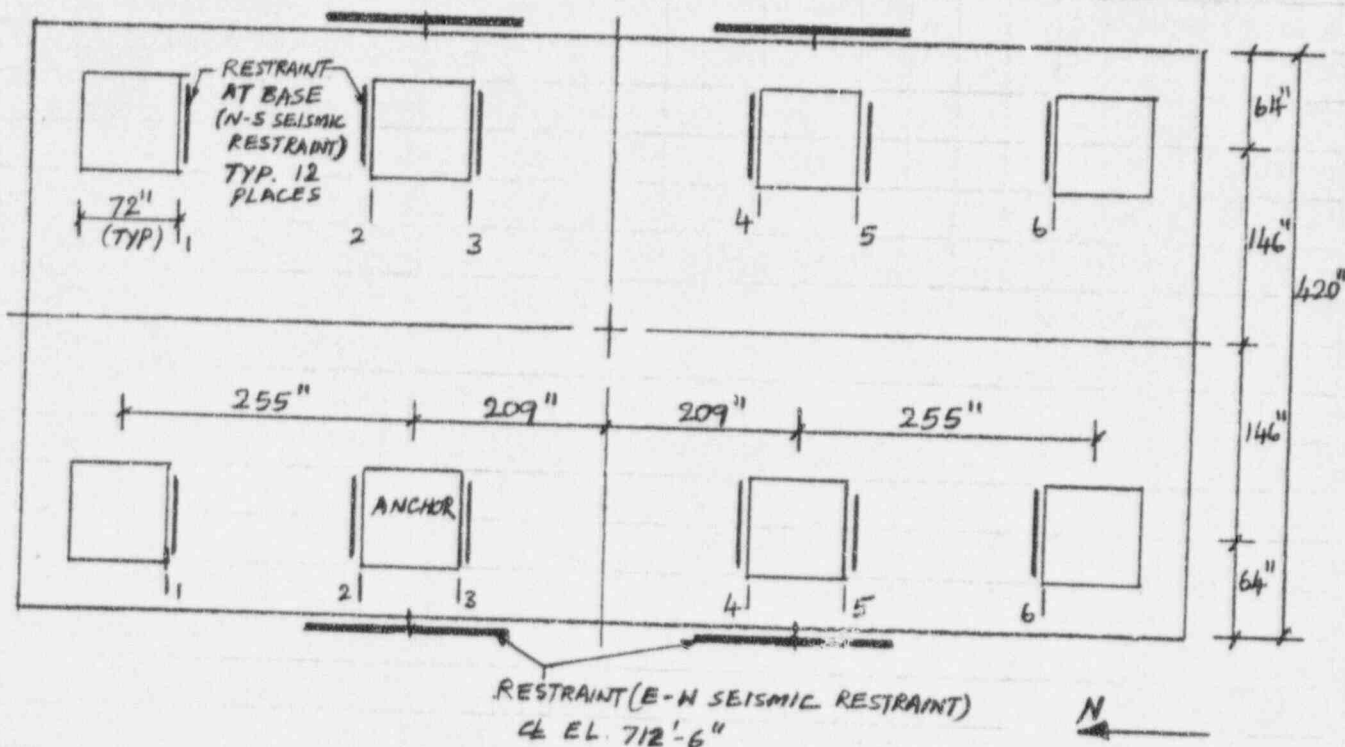 RESTRAINT
AT BASE
(N-S SEISMIC
RESTRAINT)
TYP. 12
PLACES
72"
(TYP)
1
2
3
4
5
6
64"
146"
420"
255"
209"
209"
255"
146"
64"
ANCHOR
1
2
3
4
5
6
RESTRAINT (E-W SEISMIC RESTRAINT)
℄ EL. 712'-6"
N